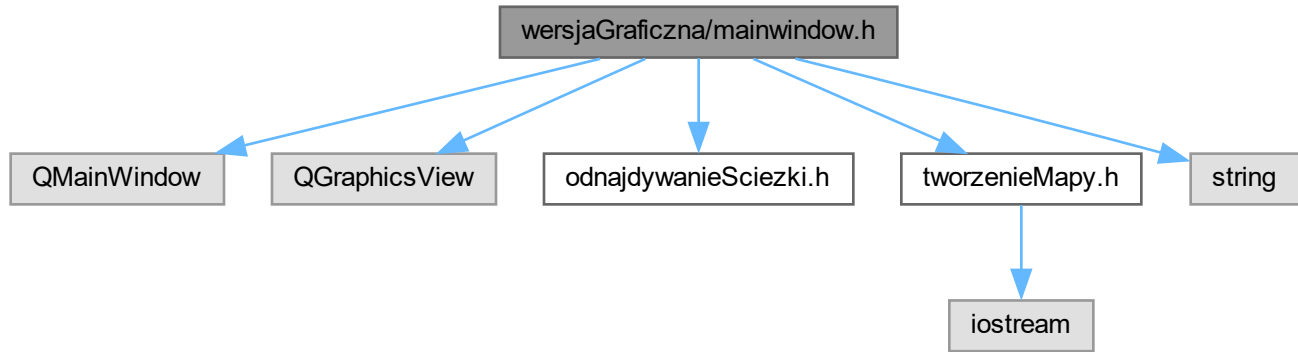 wersjaGraficzna/mainwindow.h
QMainWindow
QGraphicsView
odnajdywanieSciezki.h
tworzenieMapy.h
string
iostream